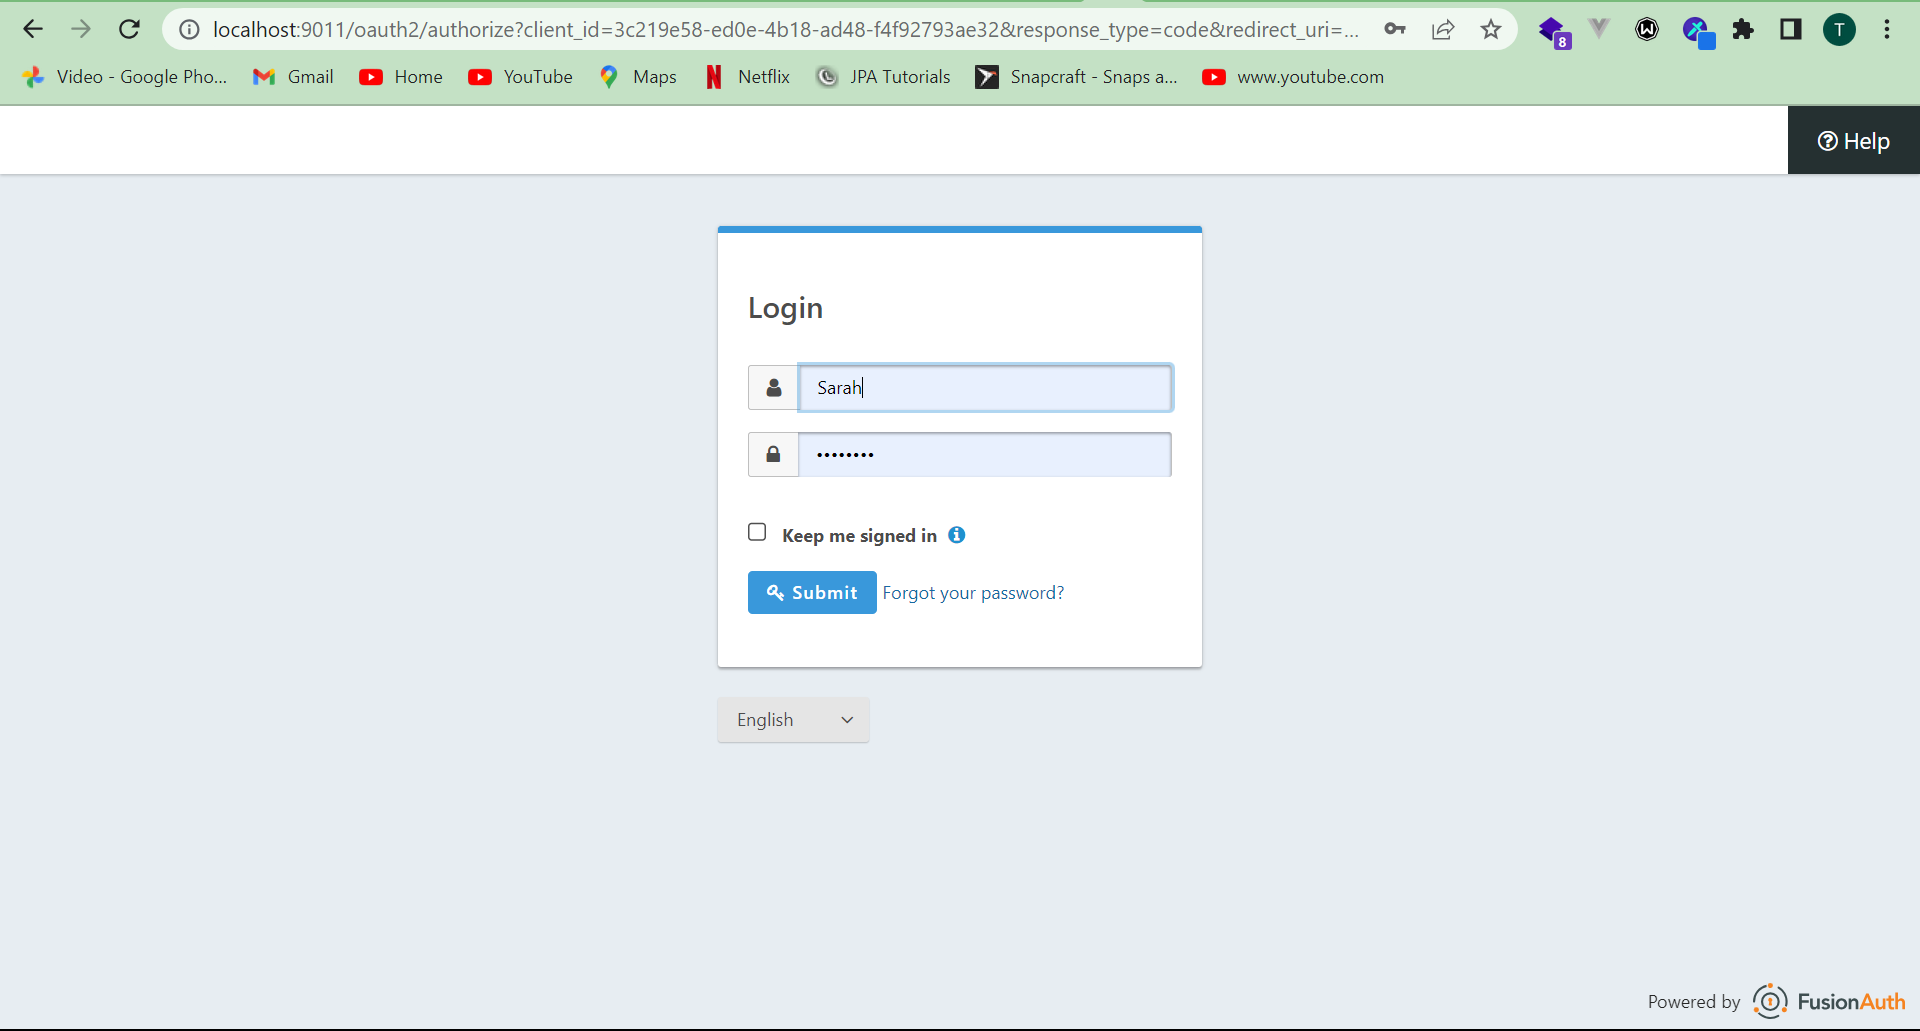 localhost:9011/oauth2/authorize?client_id=3c219e58-ed0e-4b18-ad48-f4f92793ae32&response_type=code&redirect_uri=...
8
T
Video - Google Pho...
Gmail
Home
YouTube
Maps
Netflix
JPA Tutorials
Snapcraft - Snaps a...
www.youtube.com
Help
Login
Sarah
••••••••
Keep me signed in
Submit
Forgot your password?
English
Powered by FusionAuth